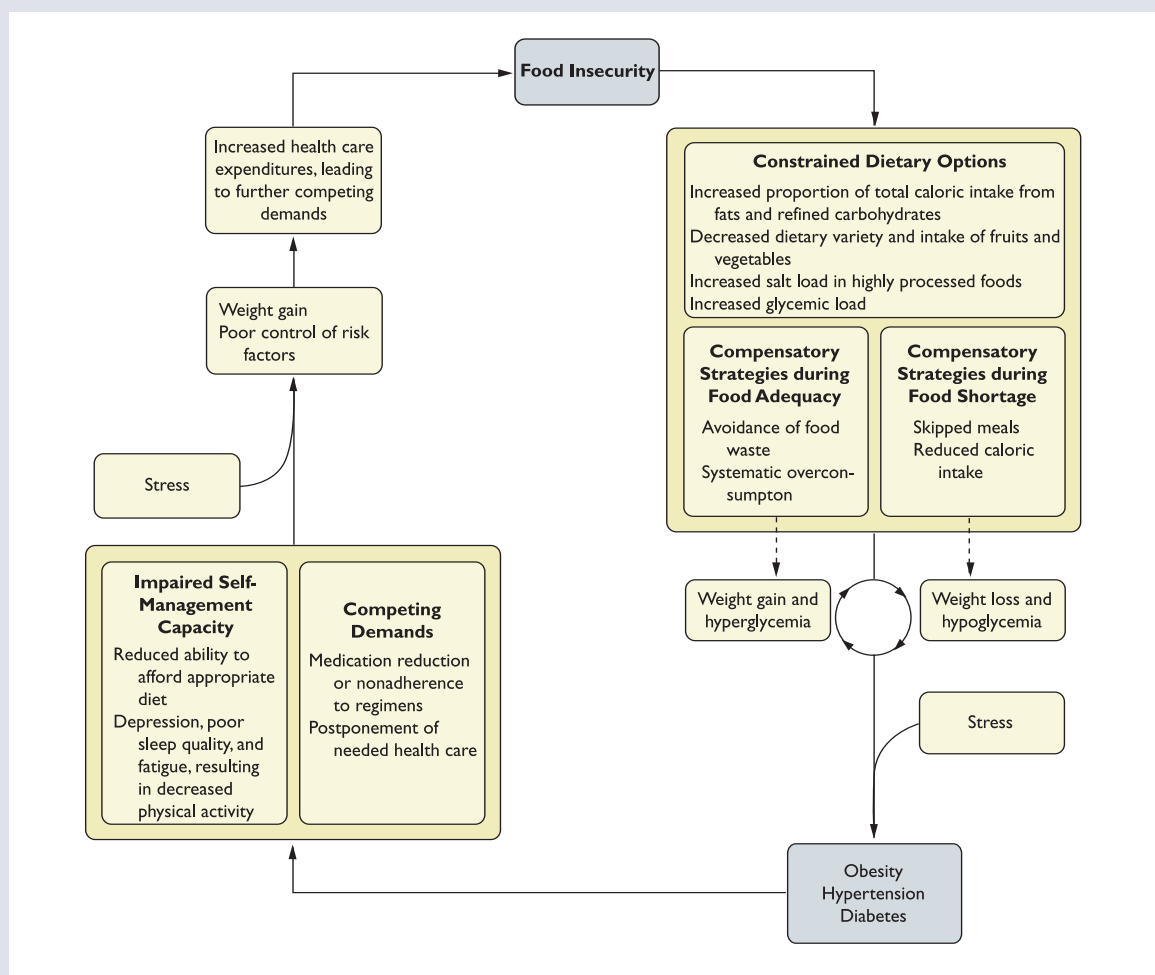 Food Insecurity
Constrained Dietary Options
Increased proportion of total caloric intake from
fats and refined carbohydrates
Decreased dietary variety and intake of fruits and
vegetables
Increased salt load in highly processed foods
Increased glycemic load
Compensatory
Strategies during
Food Adequacy
Avoidance of food
waste
Systematic overcon-
sumpton
Compensatory
Strategies during
Food Shortage
Skipped meals
Reduced caloric
intake
Weight gain and
hyperglycemia
Weight loss and
hypoglycemia
Stress
Obesity
Hypertension
Diabetes
Impaired Self-
Management
Capacity
Reduced ability to
afford appropriate
diet
Depression, poor
sleep quality, and
fatigue, resulting
in decreased
physical activity
Competing
Demands
Medication reduction
or nonadherence
to regimens
Postponement of
needed health care
Stress
Weight gain
Poor control of risk
factors
Increased health care
expenditures, leading
to further competing
demands